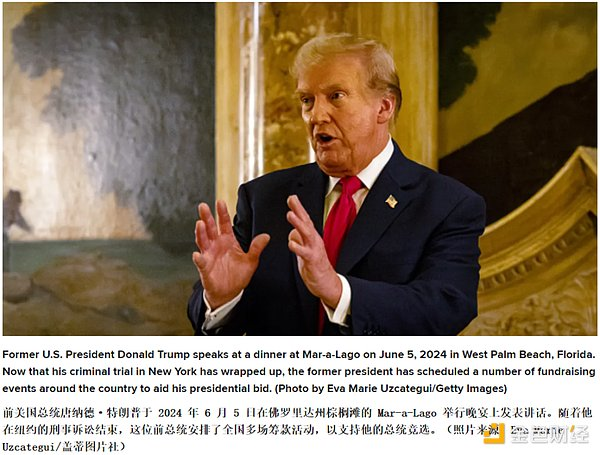 Former U.S. President Donald Trump speaks at a dinner at Mar-a-Lago on June 5, 2024 in West Palm Beach, Florida.
Now that his criminal trial in New York has wrapped up, the former president has scheduled a number of fundraising
events around the country to aid his presidential bid. (Photo by Eva Marie Uzcategui/Getty Images)
前美国总统唐纳德·特朗普于 2024 年 6 月 5 日在佛罗里达州棕榈滩的 Mar-a-Lago 举行晚宴上发表讲话。随着他
在纽约的刑事诉讼结束，这位前总统安排了全国多场筹款活动，以支持他的总统竞选。（照片来源：Eva Marie
Uzcategui/盖蒂图片社）
金色财经